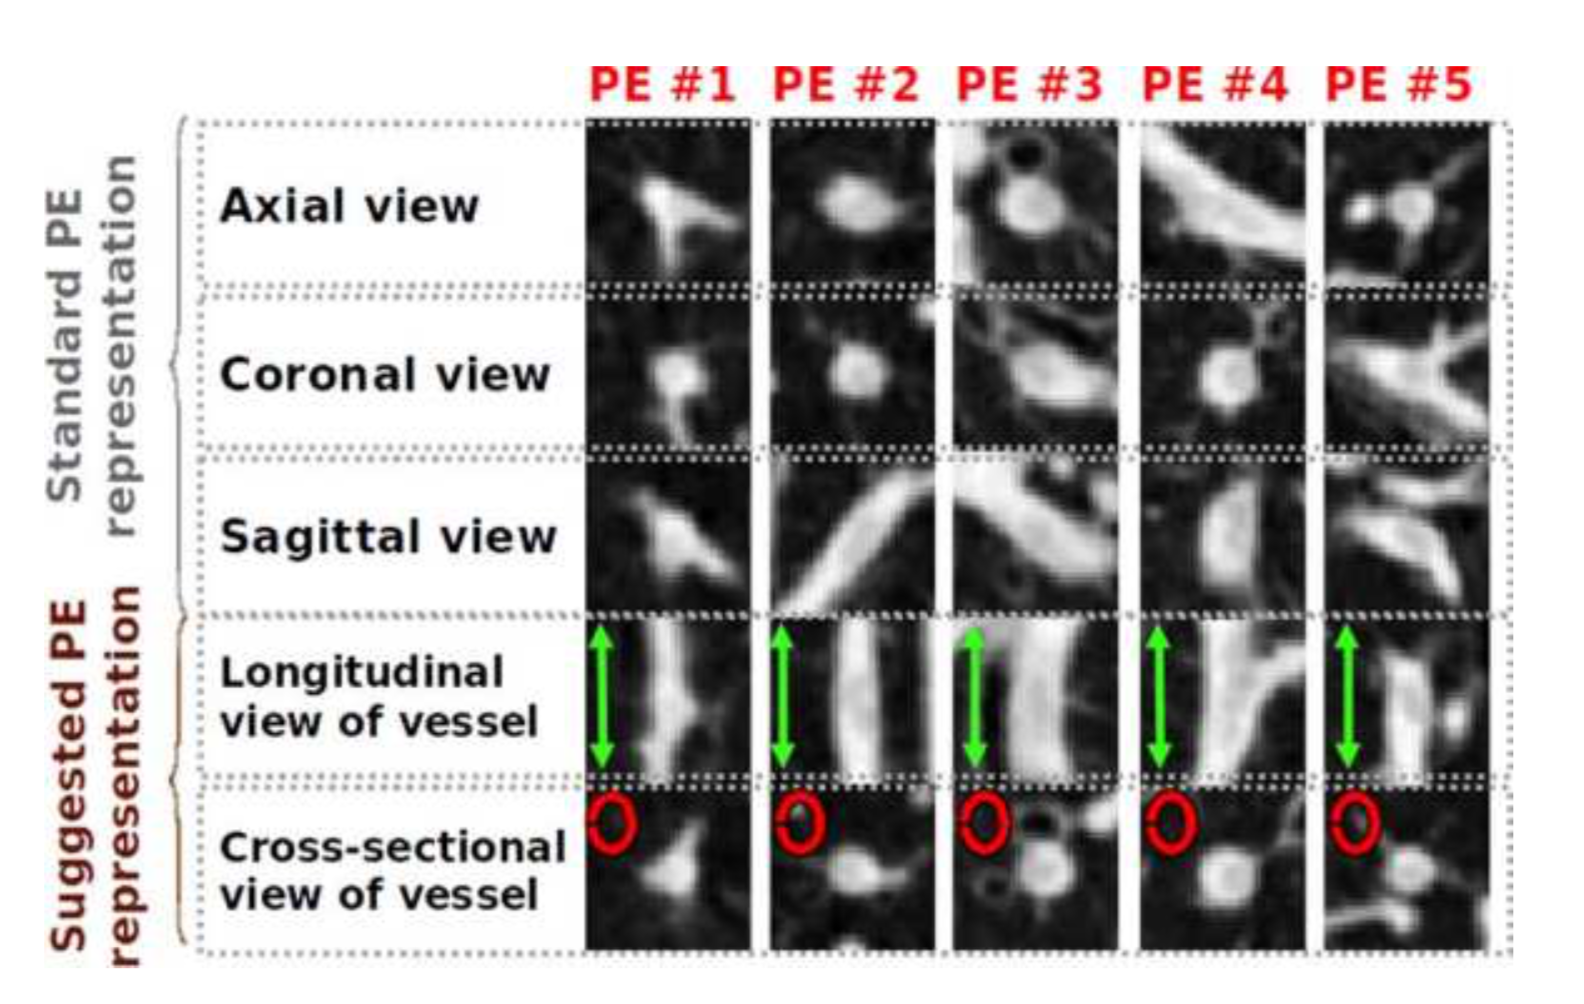 PE #1 PE #2 PE #3 PE #4 PE #5
Standard PE
representation
Axial view
Coronal view
Sagittal view
Suggested PE
representation
Longitudinal
view of vessel
Cross-sectional
view of vessel